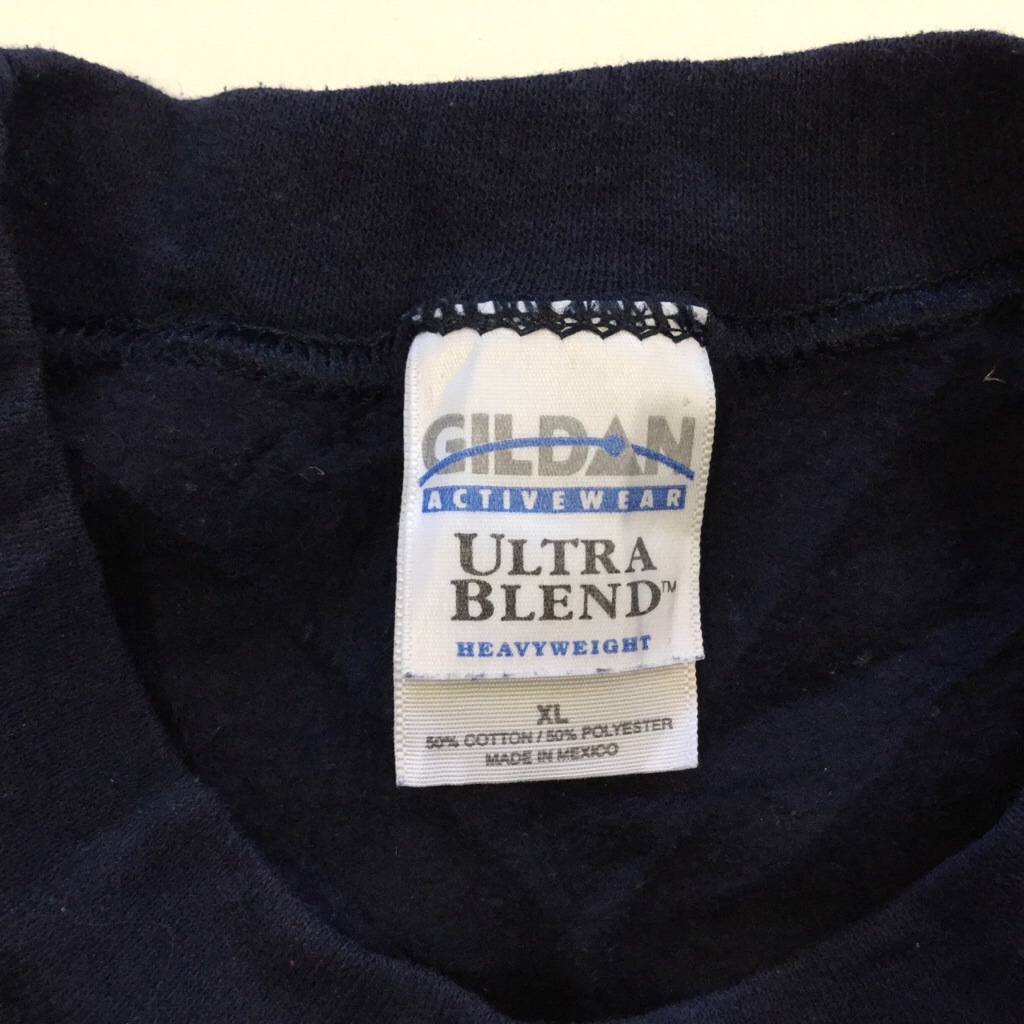 GILDAN
ACTIVEWEAR
ULTRA
BLEND™
HEAVYWEIGHT
XL
50% COTTON / 50% POLYESTER
MADE IN MEXICO